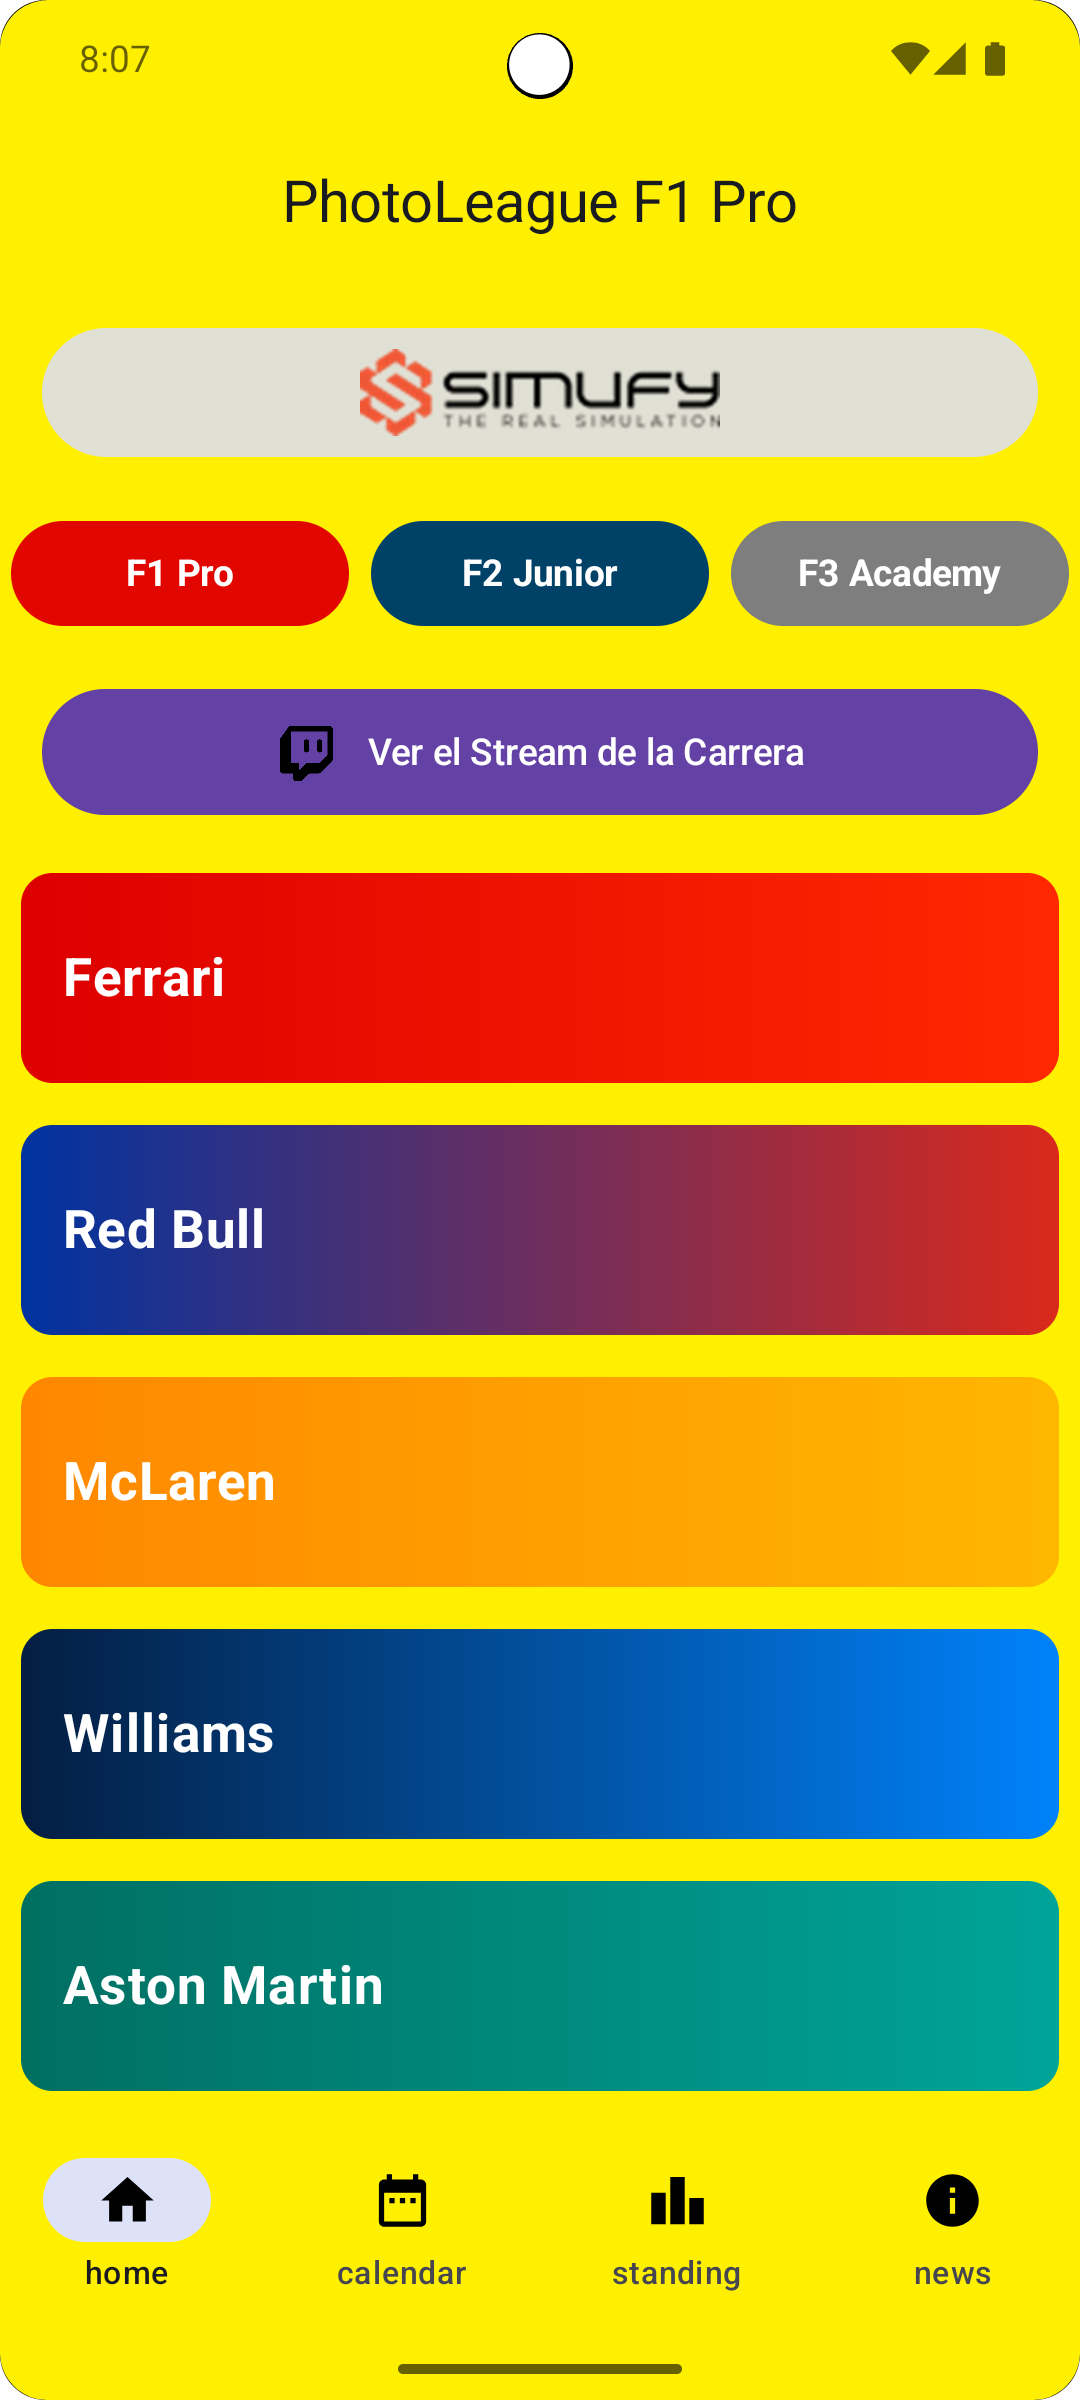 8:07
PhotoLeague F1 Pro
SIMUFY
THE REAL SIMULATION
F1 Pro
F2 Junior
F3 Academy
Ver el Stream de la Carrera
Ferrari
Red Bull
McLaren
Williams
Aston Martin
home
calendar
standing
news